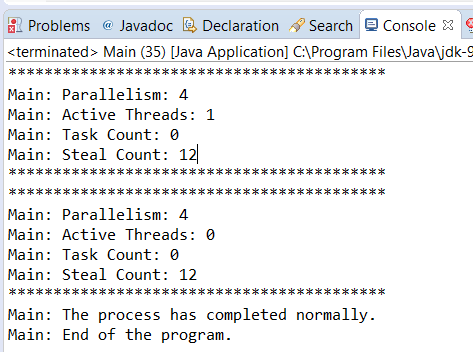 Problems @ Javadoc Declaration Search Console
<terminated> Main (35) [Java Application] C:\Program Files\Java\jdk-9
******************************************
Main: Parallelism: 4
Main: Active Threads: 1
Main: Task Count: 0
Main: Steal Count: 12
******************************************
******************************************
Main: Parallelism: 4
Main: Active Threads: 0
Main: Task Count: 0
Main: Steal Count: 12
******************************************
Main: The process has completed normally.
Main: End of the program.